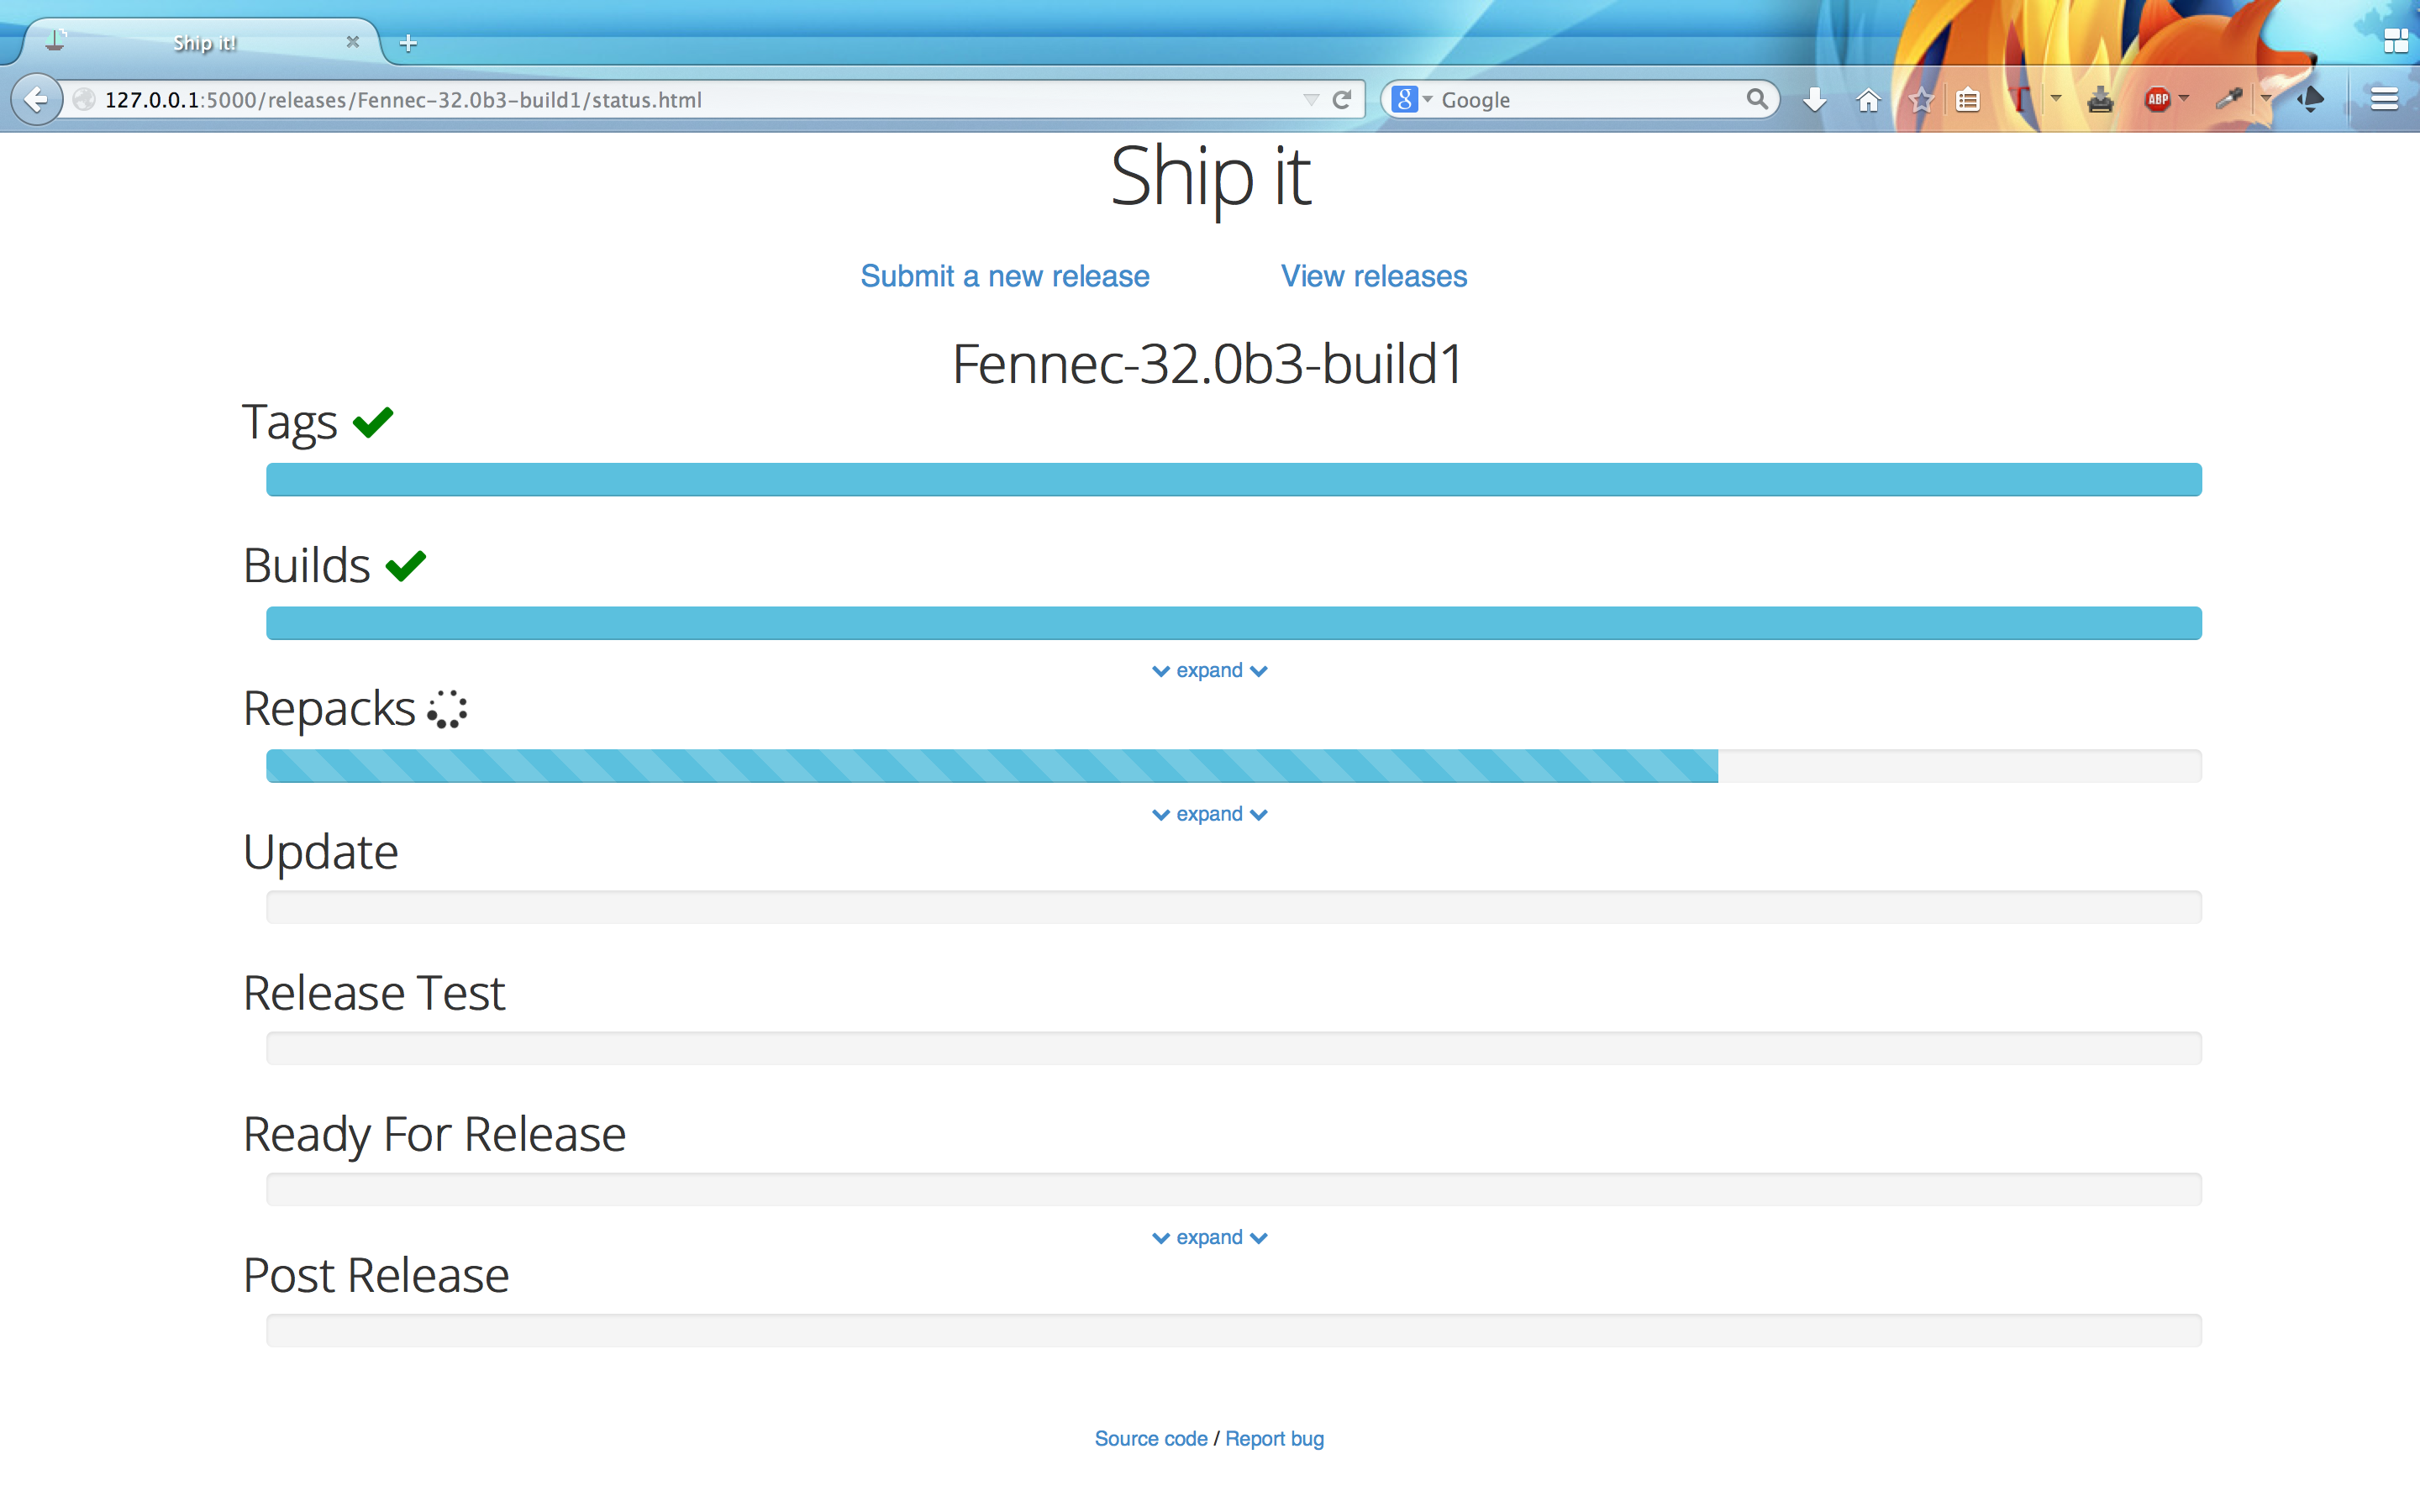 Ship it!
127.0.0.1:5000/releases/Fennec-32.0b3-build1/status.html
8 Google
T
ABP
Ship it
Submit a new release View releases
Fennec-32.0b3-build1
Tags
Builds
expand
Repacks
expand
Update
Release Test
Ready For Release
expand
Post Release
Source code / Report bug